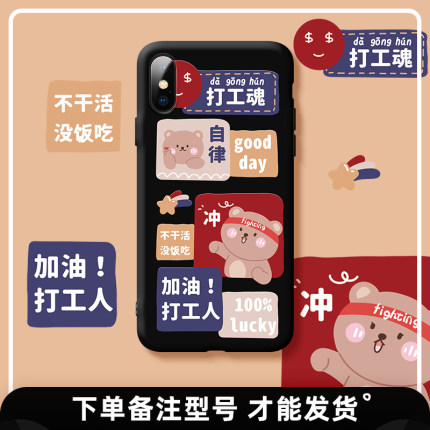 $ $
dǎ gōng hún
打工魂
$ $
dǎ gōng hún
打工魂
不干活
没饭吃
自律
good
day
冲
fighting
不干活
没饭吃
加油！
打工人
加油！
打工人
100%
lucky
冲
fighting
下单备注型号 才能发货